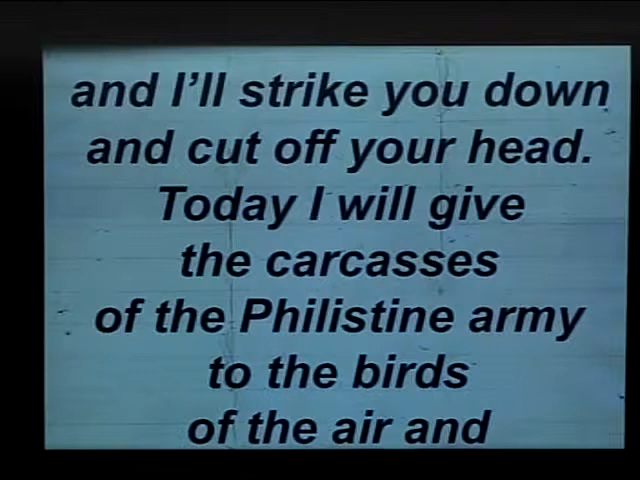 and I’ll strike you down
and cut off your head.
Today I will give
the carcasses
of the Philistine army
to the birds
of the air and